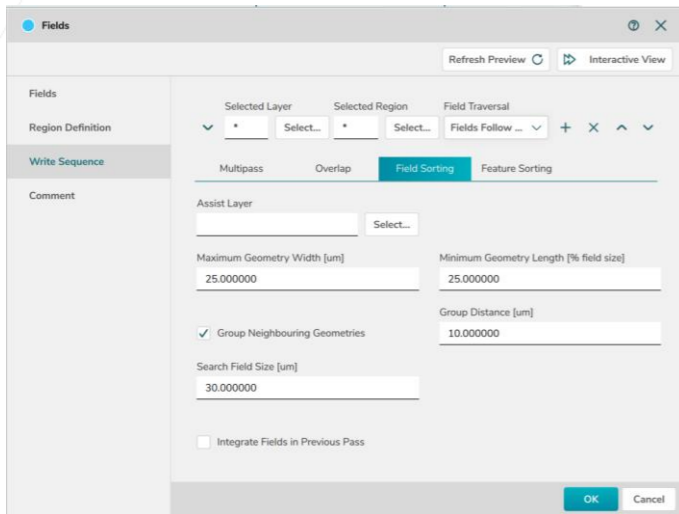 Fields
Refresh Preview
Interactive View
Fields
Region Definition
Write Sequence
Comment
Selected Layer Selected Region Field Traversal
* Select... * Select... Fields Follow ...
Multipass Overlap Field Sorting Feature Sorting
Assist Layer
Select...
Maximum Geometry Width [um] Minimum Geometry Length [% field size]
25.000000 25.000000
Group Distance [um]
Group Neighbouring Geometries 10.000000
Search Field Size [um]
30.000000
Integrate Fields in Previous Pass
OK Cancel